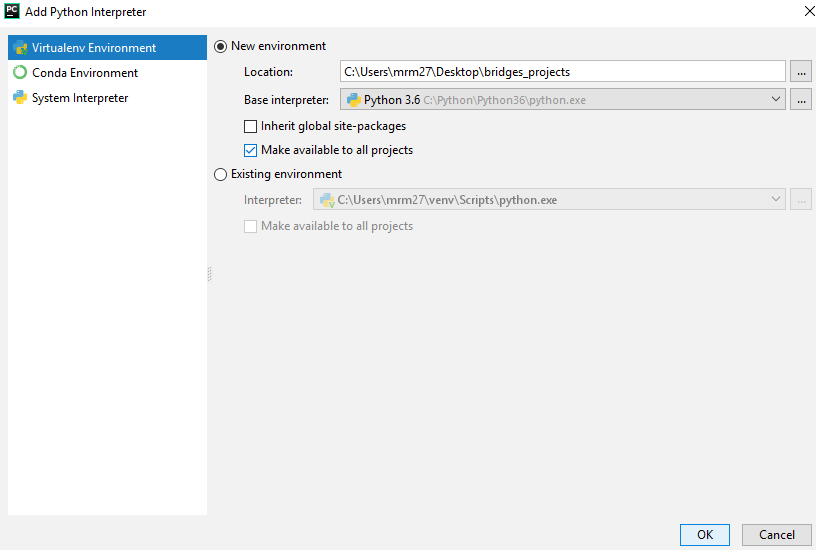 PC Add Python Interpreter
Virtualenv Environment
Conda Environment
System Interpreter
New environment
Location: C:\Users\mrm27\Desktop\bridges_projects ...
Base interpreter: Python 3.6 C:\Python\Python36\python.exe ...
Inherit global site-packages
Make available to all projects
Existing environment
Interpreter: C:\Users\mrm27\venv\Scripts\python.exe ...
Make available to all projects
OK Cancel